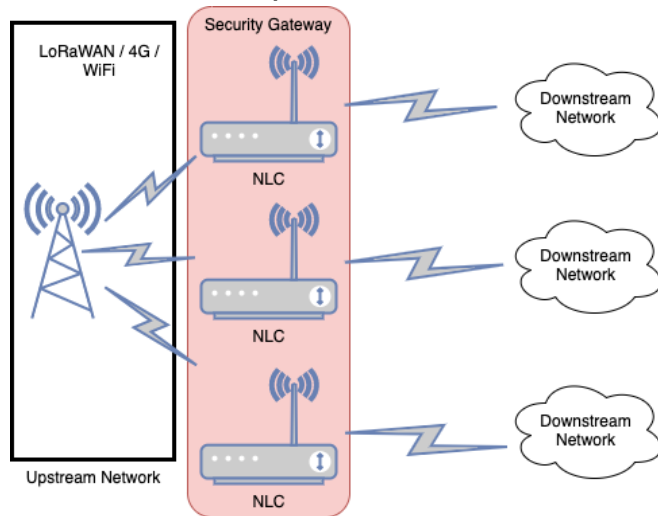 LoRaWAN / 4G /
WiFi
Security Gateway
Downstream
Network
NLC
Downstream
Network
NLC
Downstream
Network
NLC
Upstream Network